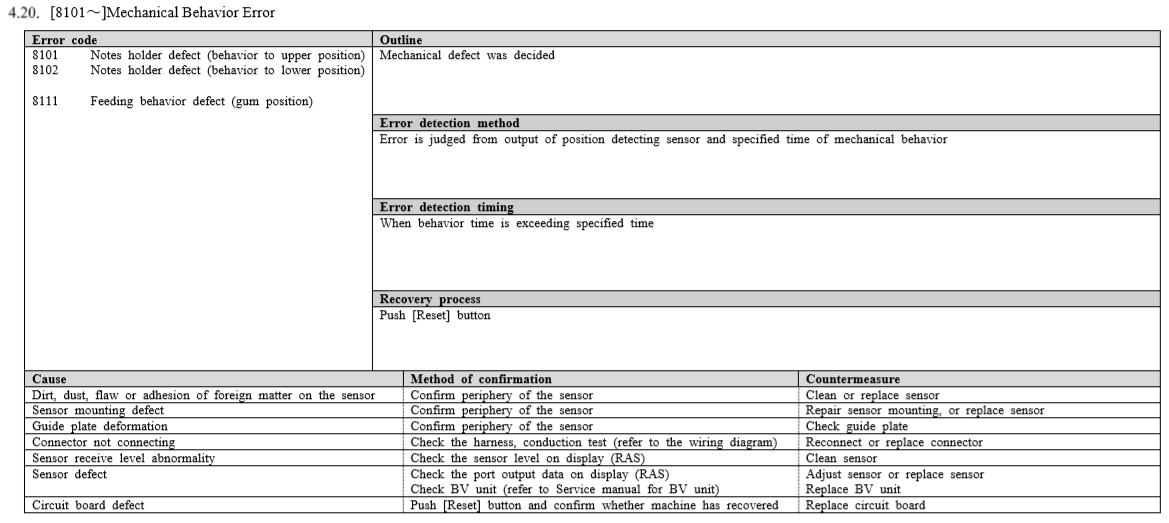 4.20. [8101～]Mechanical Behavior Error
Error code
8101 Notes holder defect (behavior to upper position)
8102 Notes holder defect (behavior to lower position)
8111 Feeding behavior defect (gum position)
Outline
Mechanical defect was decided
Error detection method
Error is judged from output of position detecting sensor and specified time of mechanical behavior
Error detection timing
When behavior time is exceeding specified time
Recovery process
Push [Reset] button
Cause Method of confirmation Countermeasure
Dirt, dust, flaw or adhesion of foreign matter on the sensor Confirm periphery of the sensor Clean or replace sensor
Sensor mounting defect Confirm periphery of the sensor Repair sensor mounting, or replace sensor
Guide plate deformation Confirm periphery of the sensor Check guide plate
Connector not connecting Check the harness, conduction test (refer to the wiring diagram) Reconnect or replace connector
Sensor receive level abnormality Check the sensor level on display (RAS) Clean sensor
Sensor defect Check the port output data on display (RAS) Adjust sensor or replace sensor
Check BV unit (refer to Service manual for BV unit) Replace BV unit
Circuit board defect Push [Reset] button and confirm whether machine has recovered Replace circuit board